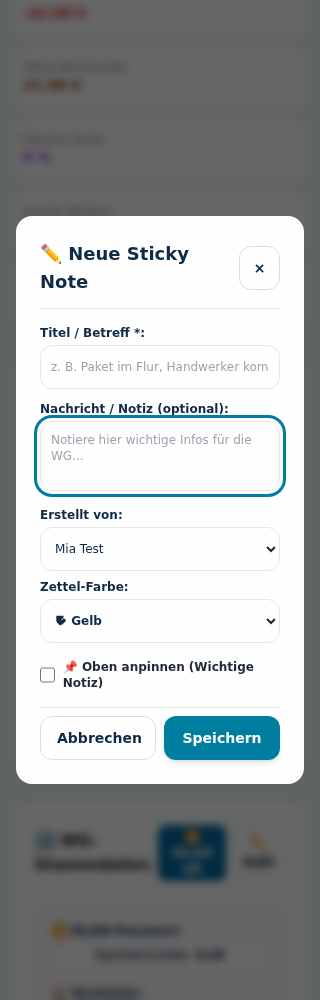 ✏️ Neue Sticky
Note
×
Titel / Betreff *:
z. B. Paket im Flur, Handwerker kom
Nachricht / Notiz (optional):
Notiere hier wichtige Infos für die
WG...
Erstellt von:
Mia Test
Zettel-Farbe:
Gelb
📌 Oben anpinnen (Wichtige
Notiz)
Abbrechen
Speichern